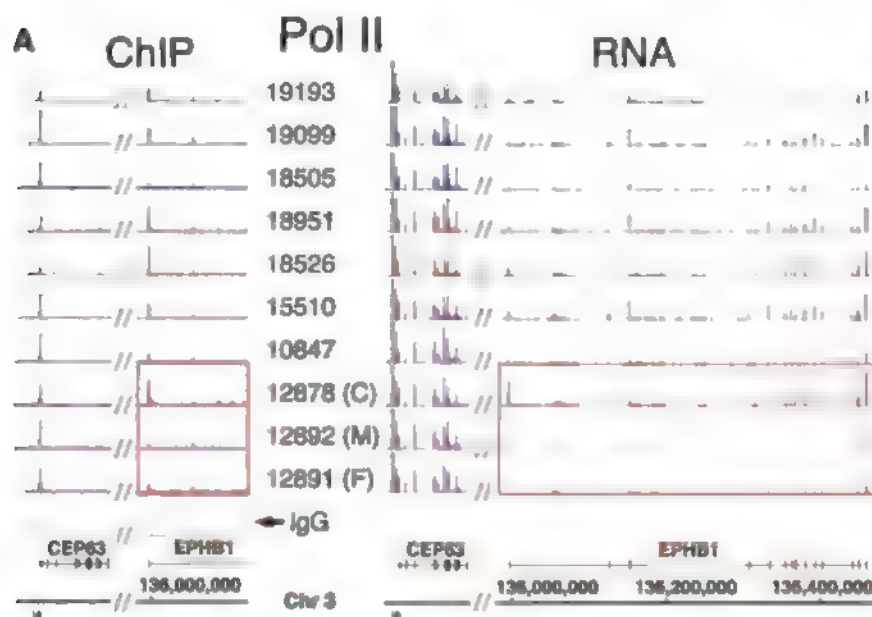 A
ChIP Pol II RNA
19193
19099
18505
18951
18526
15510
10847
12878 (C)
12892 (M)
12891 (F)
IgG
CEP63 EPHB1 CEP63 EPHB1
136,000,000 136,000,000 136,200,000 136,400,000
Chr 3